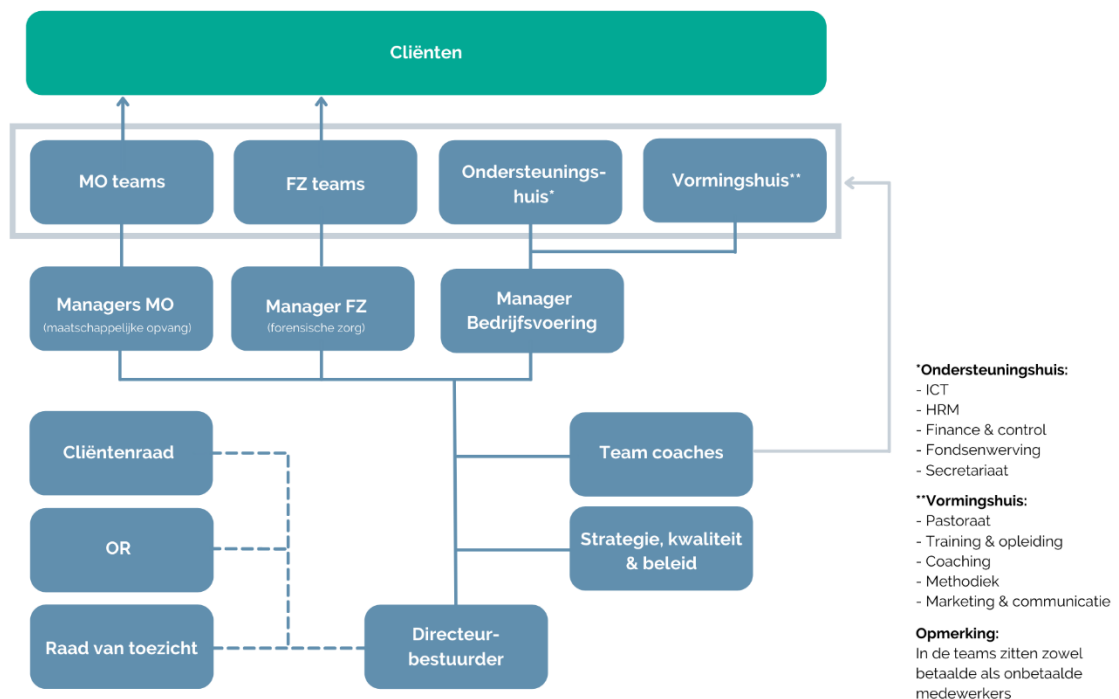 Cliënten
MO teams
FZ teams
Ondersteunings-
huis*
Vormingshuis**
Managers MO
(maatschappelijke opvang)
Manager FZ
(forensische zorg)
Manager
Bedrijfsvoering
Cliëntenraad
Team coaches
OR
Strategie, kwaliteit
& beleid
Raad van toezicht
Directeur-
bestuurder
*Ondersteuningshuis:
- ICT
- HRM
- Finance & control
- Fondsenwerving
- Secretariaat
**Vormingshuis:
- Pastoraat
- Training & opleiding
- Coaching
- Methodiek
- Marketing & communicatie
Opmerking:
In de teams zitten zowel
betaalde als onbetaalde
medewerkers